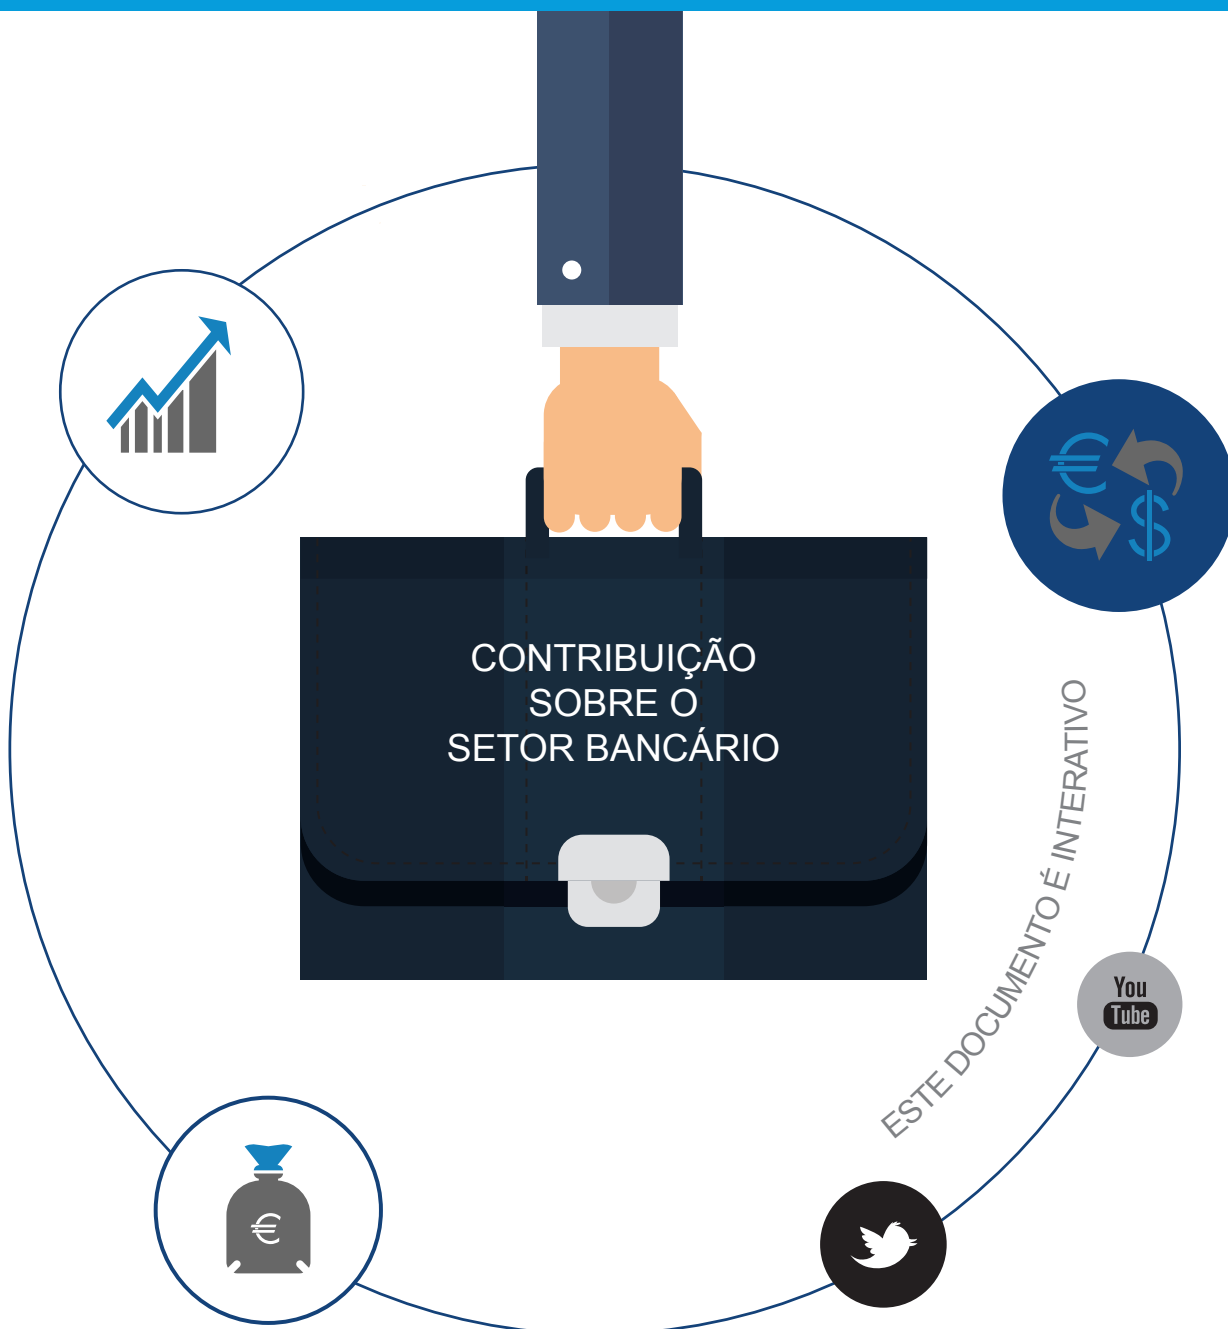 CONTRIBUIÇÃO
SOBRE O
SETOR BANCÁRIO
ESTE DOCUMENTO É INTERATIVO
You
Tube